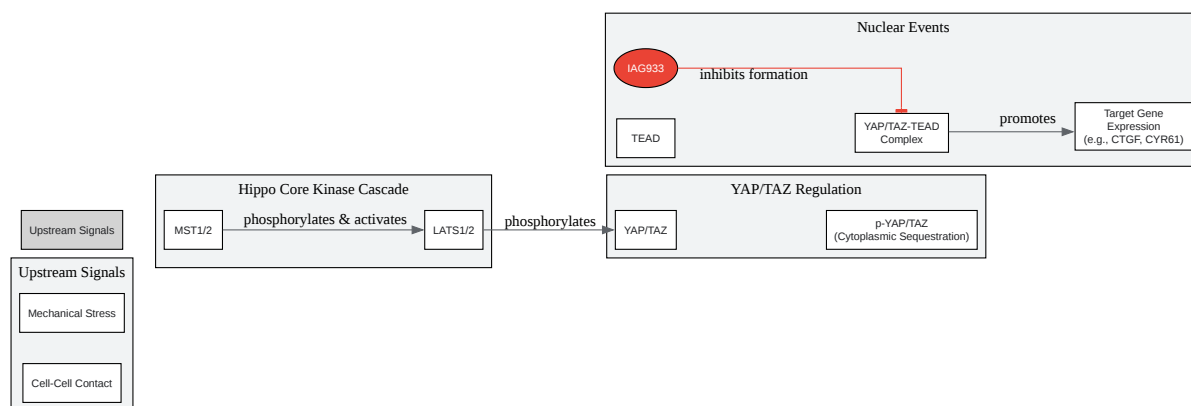 Nuclear Events
IAG933
inhibits formation
TEAD
YAP/TAZ-TEAD
Complex
promotes
Target Gene
Expression
(e.g., CTGF, CYR61)
Hippo Core Kinase Cascade
MST1/2
phosphorylates & activates
LATS1/2
phosphorylates
YAP/TAZ Regulation
YAP/TAZ
p-YAP/TAZ
(Cytoplasmic Sequestration)
Upstream Signals
Upstream Signals
Mechanical Stress
Cell-Cell Contact